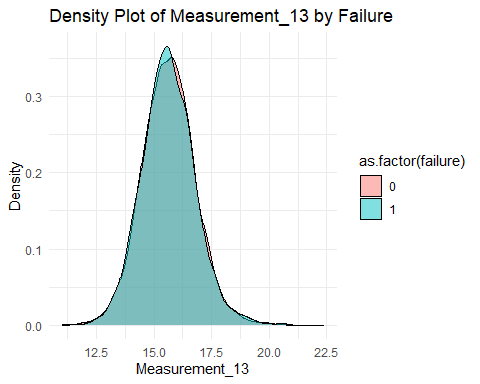 Density Plot of Measurement_13 by Failure
Density
0.3
0.2
0.1
0.0
12.5 15.0 17.5 20.0 22.5
Measurement_13
as.factor(failure)
0
1